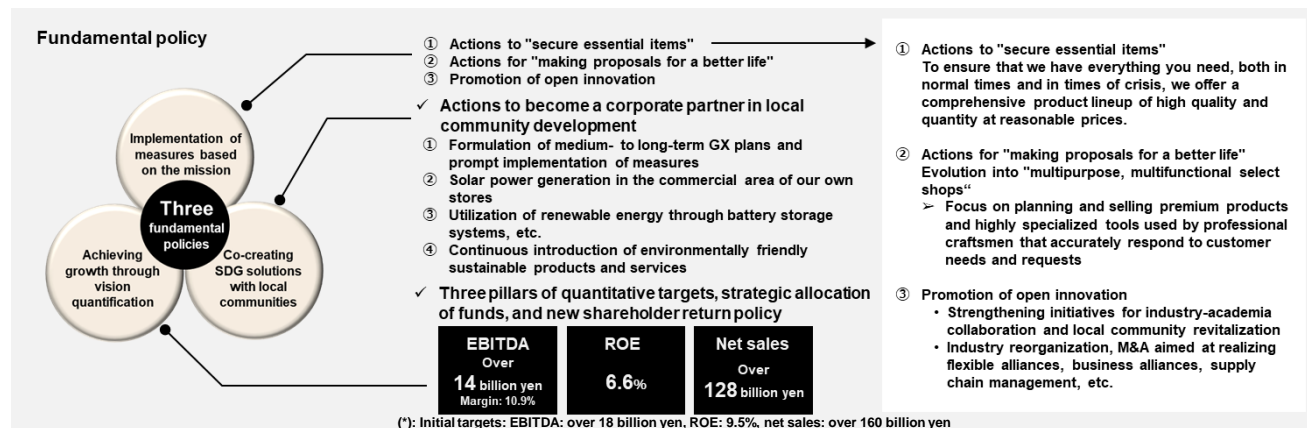 Fundamental policy
Implementation of
measures based
on the mission
Three
fundamental
policies
Achieving
growth through
vision
quantification
Co-creating
SDG solutions
with local
communities
① Actions to "secure essential items"
② Actions for "making proposals for a better life"
③ Promotion of open innovation
✓ Actions to become a corporate partner in local
community development
① Formulation of medium- to long-term GX plans and
prompt implementation of measures
② Solar power generation in the commercial area of our own
stores
③ Utilization of renewable energy through battery storage
systems, etc.
④ Continuous introduction of environmentally friendly
sustainable products and services
✓ Three pillars of quantitative targets, strategic allocation
of funds, and new shareholder return policy
EBITDA
Over
14 billion yen
Margin: 10.9%
ROE
6.6%
Net sales
Over
128 billion yen
(*): Initial targets: EBITDA: over 18 billion yen, ROE: 9.5%, net sales: over 160 billion yen
① Actions to "secure essential items"
To ensure that we have everything you need, both in
normal times and in times of crisis, we offer a
comprehensive product lineup of high quality and
quantity at reasonable prices.
② Actions for "making proposals for a better life"
Evolution into "multipurpose, multifunctional select
shops“
➢ Focus on planning and selling premium products
and highly specialized tools used by professional
craftsmen that accurately respond to customer
needs and requests
③ Promotion of open innovation
• Strengthening initiatives for industry-academia
collaboration and local community revitalization
• Industry reorganization, M&A aimed at realizing
flexible alliances, business alliances, supply
chain management, etc.